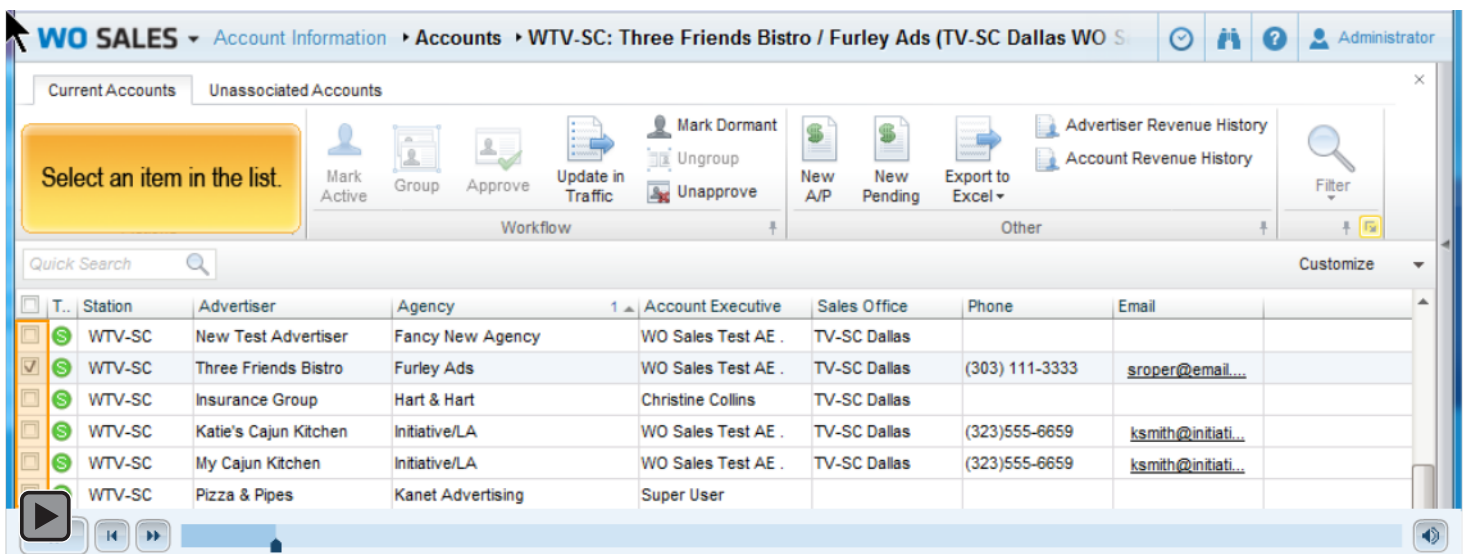 WO SALES Account Information Accounts WTV-SC: Three Friends Bistro / Furley Ads (TV-SC Dallas WO S Administrator
Current Accounts Unassociated Accounts
Select an item in the list.
Mark Active
Group
Approve
Update in Traffic
Mark Dormant
Ungroup
Unapprove
Workflow
New A/P
New Pending
Export to Excel
Advertiser Revenue History
Account Revenue History
Other
Filter
Quick Search Customize
T.. Station Advertiser Agency 1 Account Executive Sales Office Phone Email
S WTV-SC New Test Advertiser Fancy New Agency WO Sales Test AE . TV-SC Dallas
S WTV-SC Three Friends Bistro Furley Ads WO Sales Test AE . TV-SC Dallas (303) 111-3333 sroper@email....
S WTV-SC Insurance Group Hart & Hart Christine Collins TV-SC Dallas
S WTV-SC Katie's Cajun Kitchen Initiative/LA WO Sales Test AE . TV-SC Dallas (323)555-6659 ksmith@initiati...
S WTV-SC My Cajun Kitchen Initiative/LA WO Sales Test AE . TV-SC Dallas (323)555-6659 ksmith@initiati...
WTV-SC Pizza & Pipes Kanet Advertising Super User